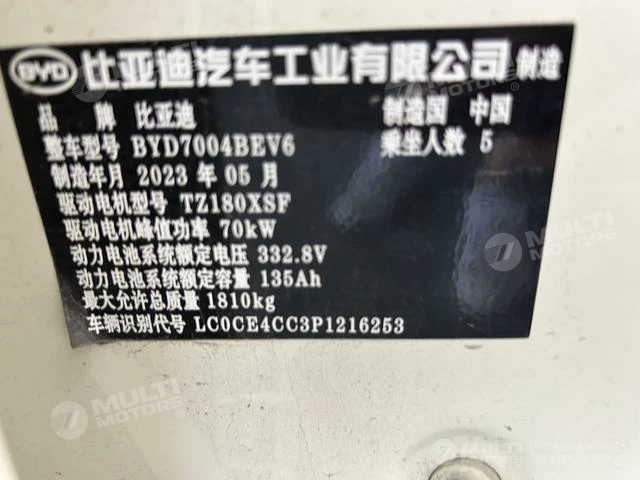 BYD 比亚迪汽车工业有限公司 制造
品 牌 比亚迪 制造国 中国
整车型号 BYD7004BEV6 乘坐人数 5
制造年月 2023 年 05 月
驱动电机型号 TZ180XSF
驱动电机峰值功率 70kW
动力电池系统额定电压 332.8V
动力电池系统额定容量 135Ah
最大允许总质量 1810kg
车辆识别代号 LC0CE4CC3P1216253
MULTI MOTORS
MULTI MOTORS
MULTI